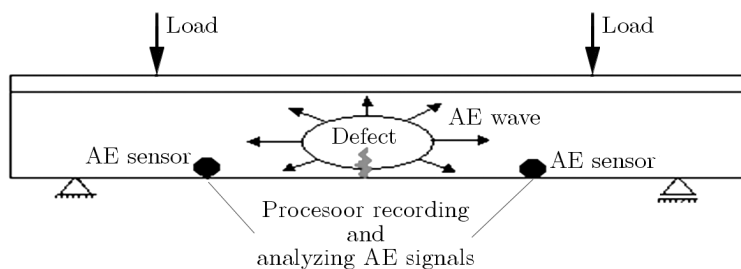 Load
Load
AE wave
Defect
AE sensor
AE sensor
Procesoor recording
and
analyzing AE signals